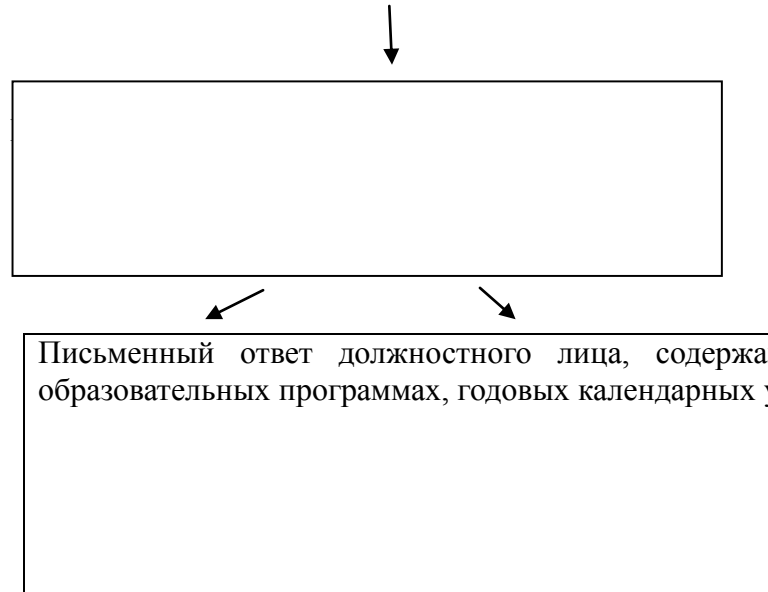 Письменный ответ должностного лица, содержа
образовательных программах, годовых календарных у